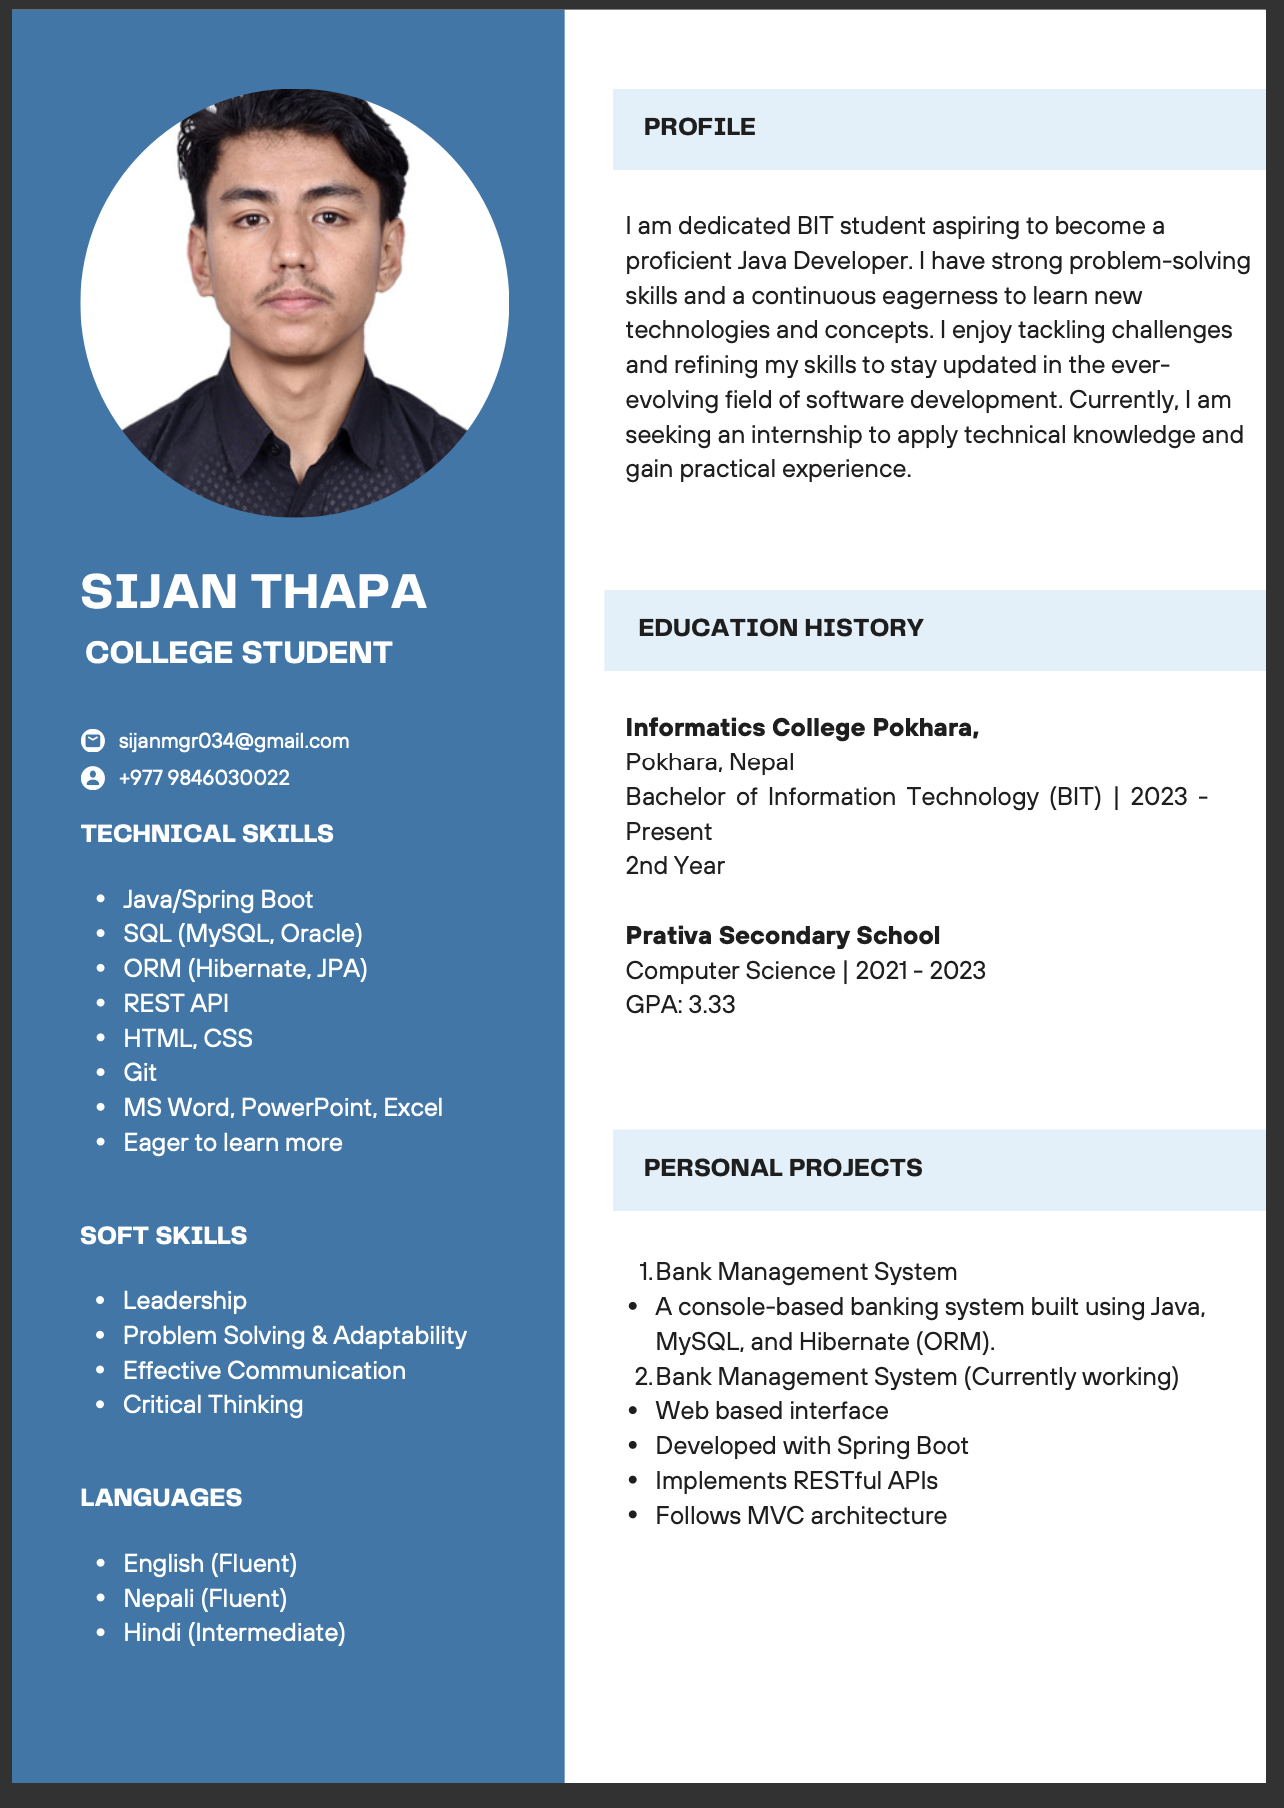 SIJAN THAPA
COLLEGE STUDENT
sijanmgr034@gmail.com
+977 9846030022
TECHNICAL SKILLS
• Java/Spring Boot
• SQL (MySQL, Oracle)
• ORM (Hibernate, JPA)
• REST API
• HTML, CSS
• Git
• MS Word, PowerPoint, Excel
• Eager to learn more
SOFT SKILLS
• Leadership
• Problem Solving & Adaptability
• Effective Communication
• Critical Thinking
LANGUAGES
• English (Fluent)
• Nepali (Fluent)
• Hindi (Intermediate)
PROFILE
I am dedicated BIT student aspiring to become a
proficient Java Developer. I have strong problem-solving
skills and a continuous eagerness to learn new
technologies and concepts. I enjoy tackling challenges
and refining my skills to stay updated in the ever-
evolving field of software development. Currently, I am
seeking an internship to apply technical knowledge and
gain practical experience.
EDUCATION HISTORY
Informatics College Pokhara,
Pokhara, Nepal
Bachelor of Information Technology (BIT) | 2023 -
Present
2nd Year
Prativa Secondary School
Computer Science | 2021 - 2023
GPA: 3.33
PERSONAL PROJECTS
1. Bank Management System
• A console-based banking system built using Java,
MySQL, and Hibernate (ORM).
2. Bank Management System (Currently working)
• Web based interface
• Developed with Spring Boot
• Implements RESTful APIs
• Follows MVC architecture